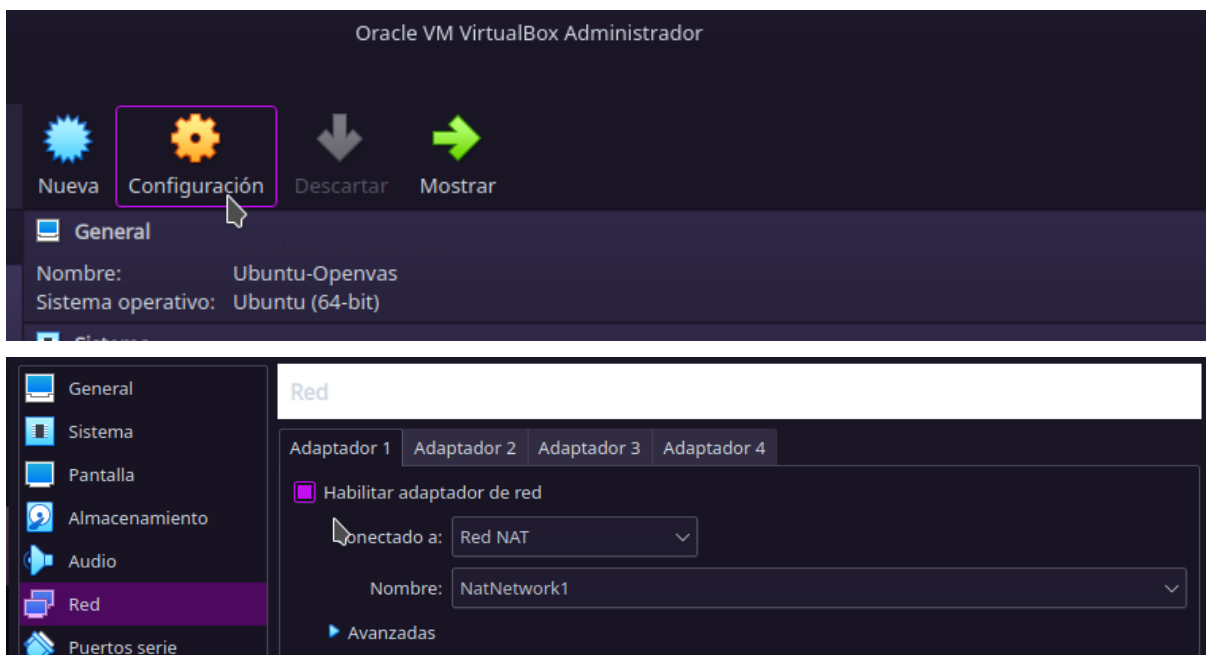 Oracle VM VirtualBox Administrador
Nueva Configuración Descartar Mostrar
General
Nombre: Ubuntu-Openvas
Sistema operativo: Ubuntu (64-bit)
General
Sistema
Pantalla
Almacenamiento
Audio
Red
Puertos serie
Red
Adaptador 1 Adaptador 2 Adaptador 3 Adaptador 4
Habilitar adaptador de red
Conectado a: Red NAT
Nombre: NatNetwork1
Avanzadas